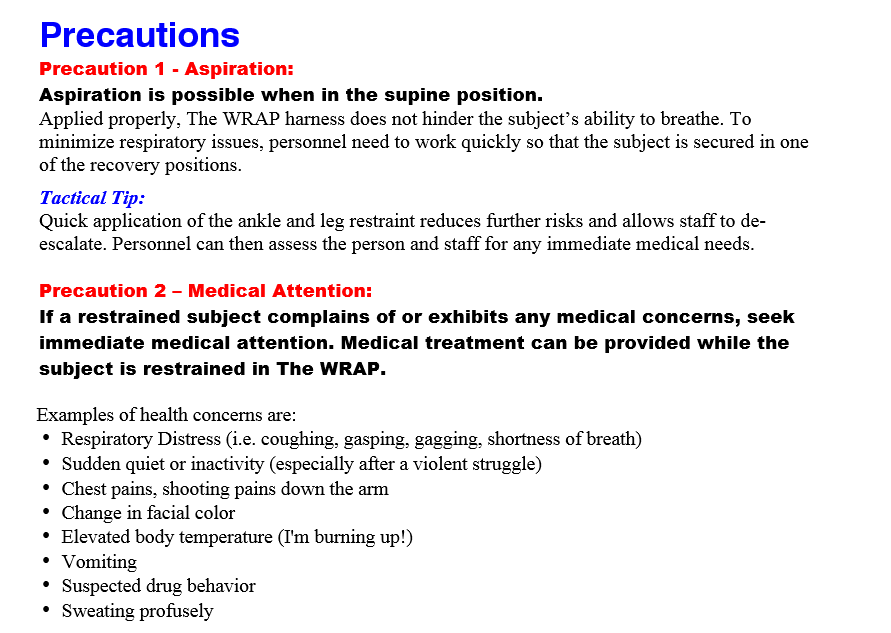 Precautions
Precaution 1 - Aspiration:
Aspiration is possible when in the supine position.
Applied properly, The WRAP harness does not hinder the subject’s ability to breathe. To
minimize respiratory issues, personnel need to work quickly so that the subject is secured in one
of the recovery positions.
Tactical Tip:
Quick application of the ankle and leg restraint reduces further risks and allows staff to de-
escalate. Personnel can then assess the person and staff for any immediate medical needs.
Precaution 2 – Medical Attention:
If a restrained subject complains of or exhibits any medical concerns, seek
immediate medical attention. Medical treatment can be provided while the
subject is restrained in The WRAP.
Examples of health concerns are:
• Respiratory Distress (i.e. coughing, gasping, gagging, shortness of breath)
• Sudden quiet or inactivity (especially after a violent struggle)
• Chest pains, shooting pains down the arm
• Change in facial color
• Elevated body temperature (I'm burning up!)
• Vomiting
• Suspected drug behavior
• Sweating profusely